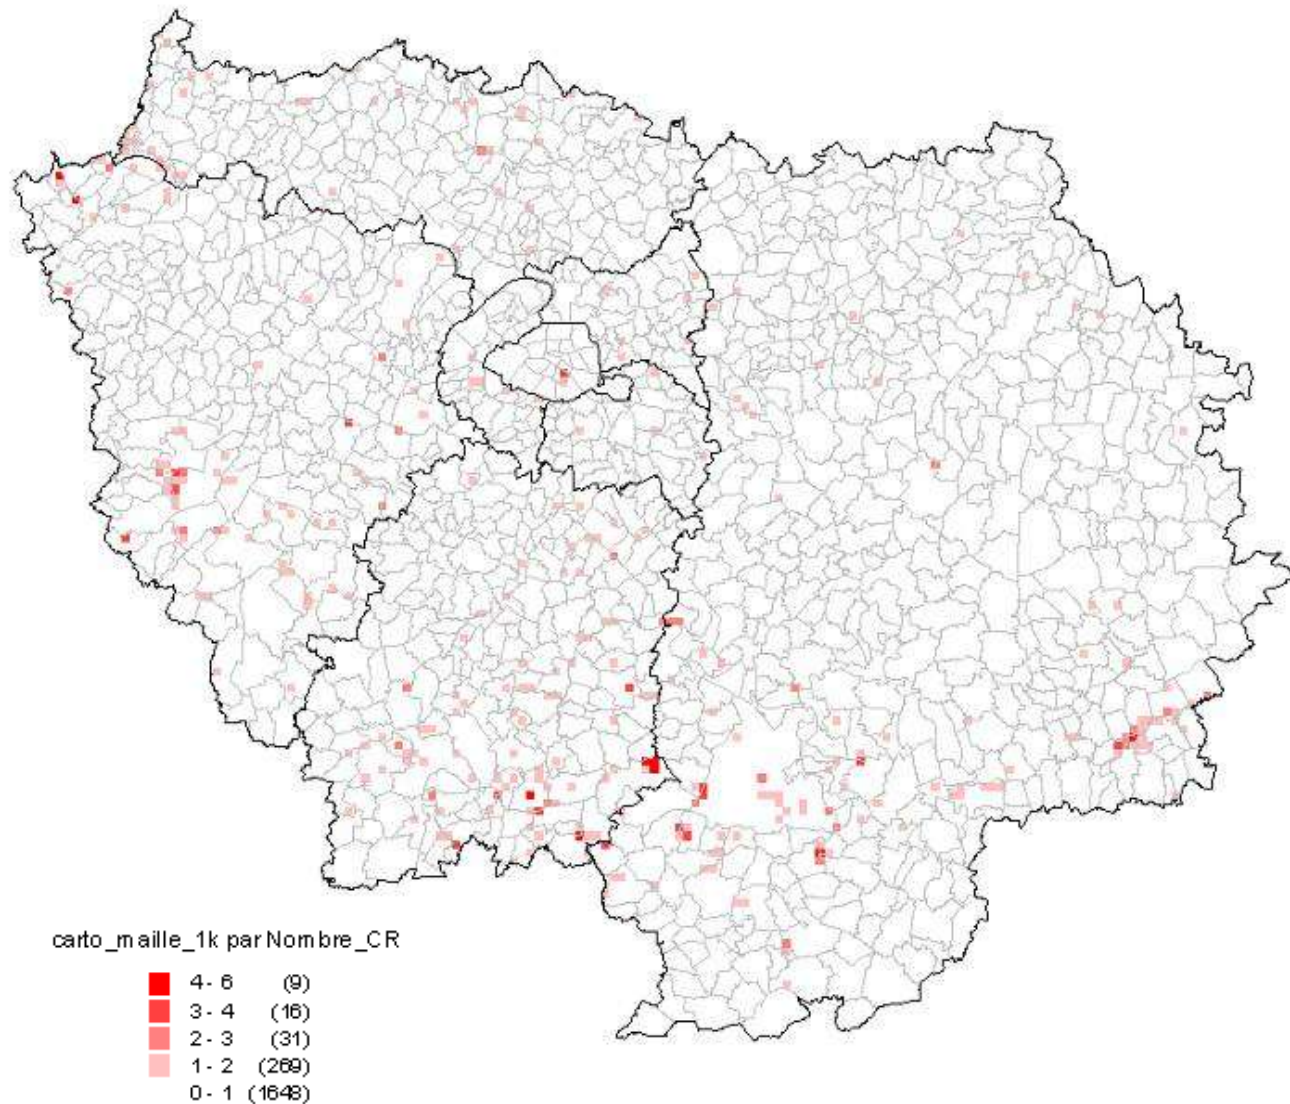 carto_maille_1k par Nombre_CR
4 - 6 (9)
3 - 4 (16)
2 - 3 (31)
1 - 2 (269)
0 - 1 (1648)